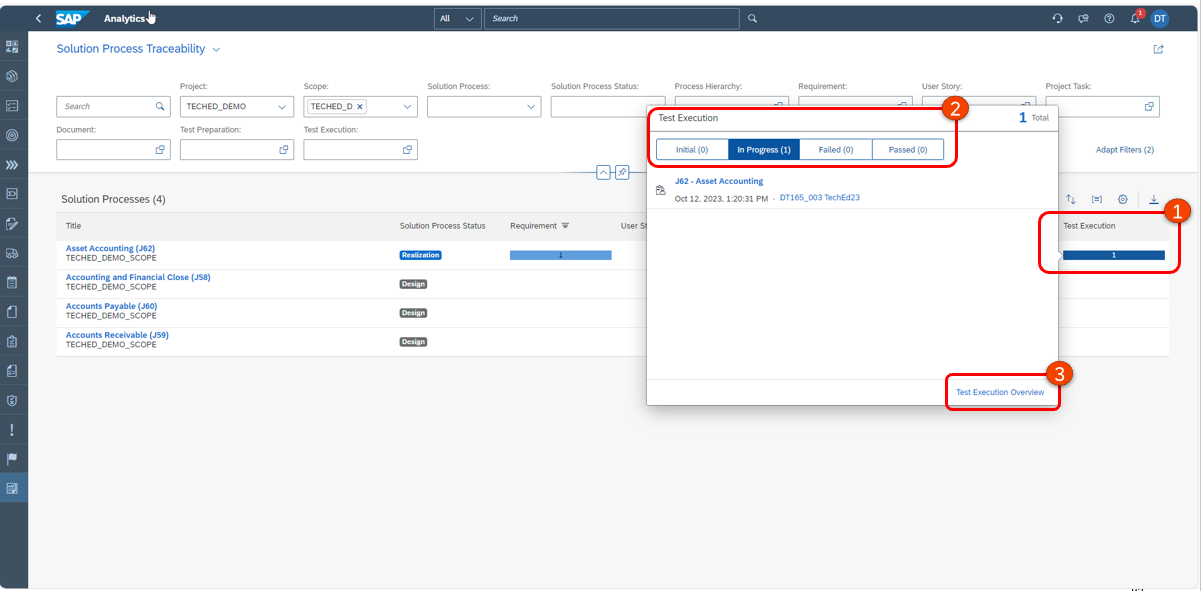 SAP Analytics All Search 1 DT
Solution Process Traceability
Project: Scope: Solution Process: Solution Process Status: Process Hierarchy: Requirement: User Story: Project Task:
Search TECHED_DEMO TECHED_D
Document: Test Preparation: Test Execution:
Adapt Filters (2)
2
Test Execution 1 Total
Initial (0) In Progress (1) Failed (0) Passed (0)
J62 - Asset Accounting
Oct 12, 2023, 1:20:31 PM · DT165_003 TechEd23
Solution Processes (4)
1
Title Solution Process Status Requirement User St Test Execution
Asset Accounting (J62) Realization 1 1
TECHED_DEMO_SCOPE
Accounting and Financial Close (J58) Design
TECHED_DEMO_SCOPE
Accounts Payable (J60) Design
TECHED_DEMO_SCOPE
Accounts Receivable (J59) Design
TECHED_DEMO_SCOPE
3
Test Execution Overview